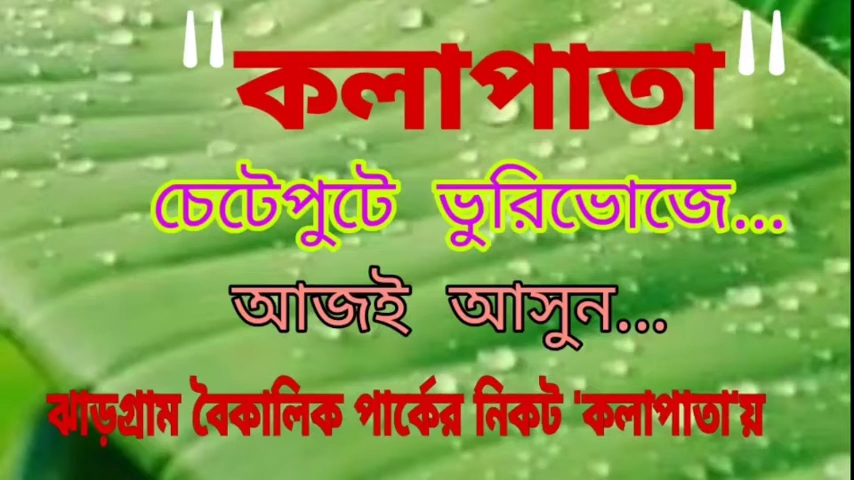 "কলাপাতা"
চেটেপুটে ভুরিভোজে...
আজই আসুন...
ঝাড়গ্রাম বৈকালিক পার্কের নিকট 'কলাপাতা'য়